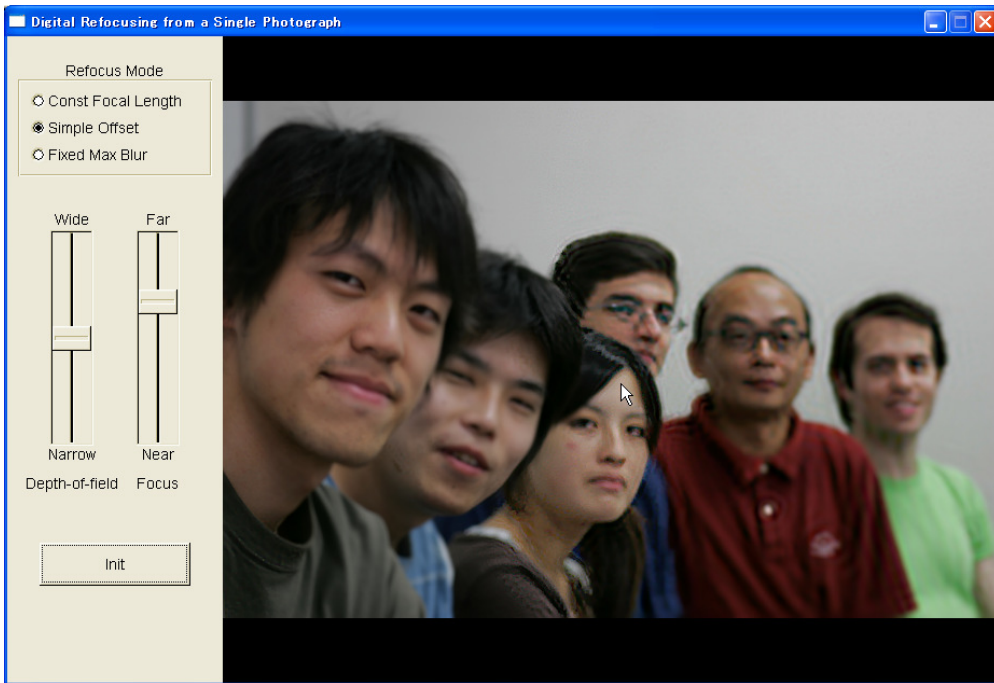 Digital Refocusing from a Single Photograph
Refocus Mode
Const Focal Length
Simple Offset
Fixed Max Blur
Wide Far
Narrow Near
Depth-of-field Focus
Init